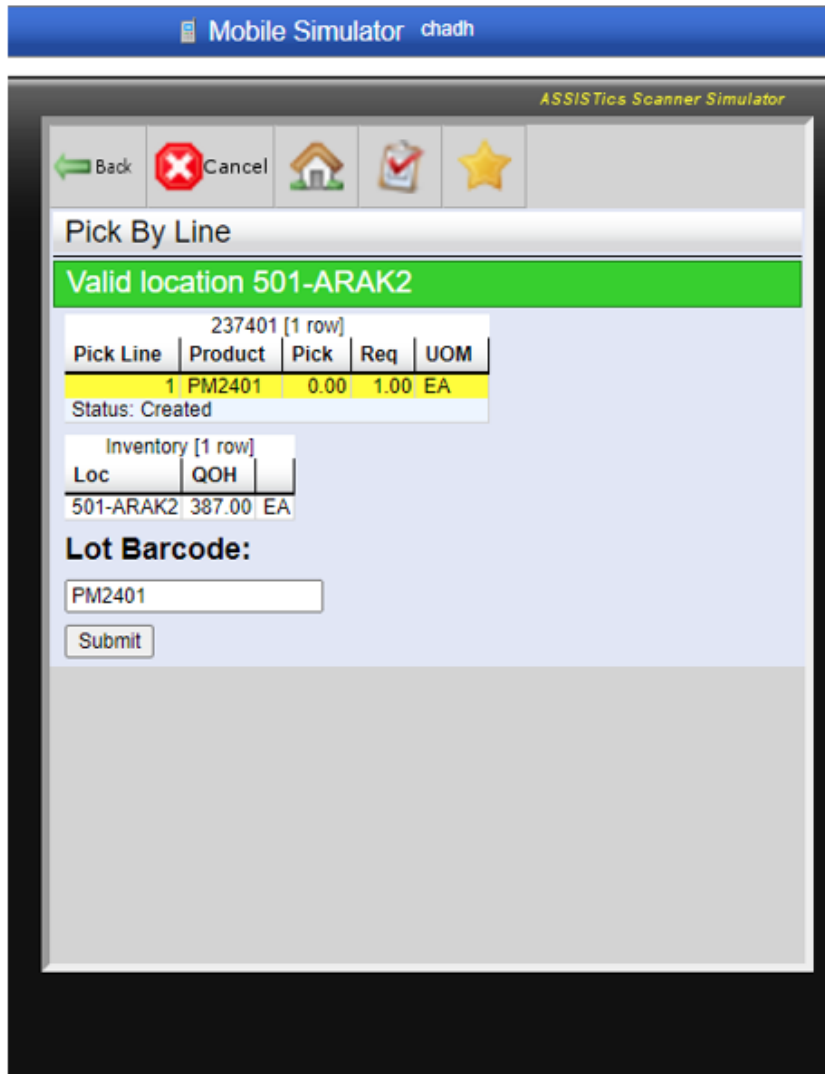 Mobile Simulator chadh
ASSISTics Scanner Simulator
Back Cancel
Pick By Line
Valid location 501-ARAK2
237401 [1 row]
Pick Line Product Pick Req UOM
1 PM2401 0.00 1.00 EA
Status: Created
Inventory [1 row]
Loc QOH
501-ARAK2 387.00 EA
Lot Barcode:
PM2401
Submit